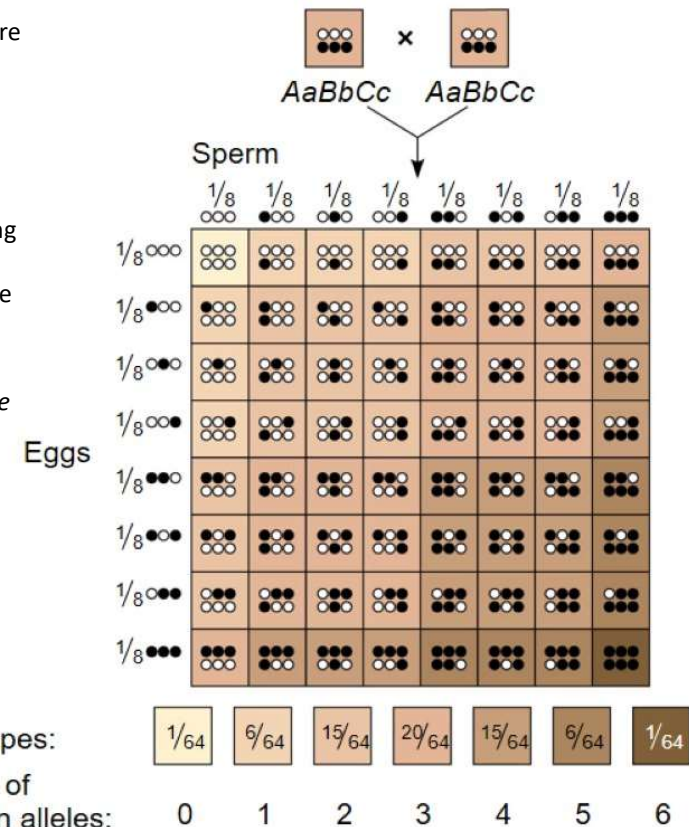 re
×
AaBbCc AaBbCc
Sperm
1/8 1/8 1/8 1/8 1/8 1/8 1/8 1/8
ng
1/8
e
1/8
1/8
e
1/8
Eggs
1/8
1/8
1/8
1/8
pes: 1/64 6/64 15/64 20/64 15/64 6/64 1/64
of
n alleles: 0 1 2 3 4 5 6